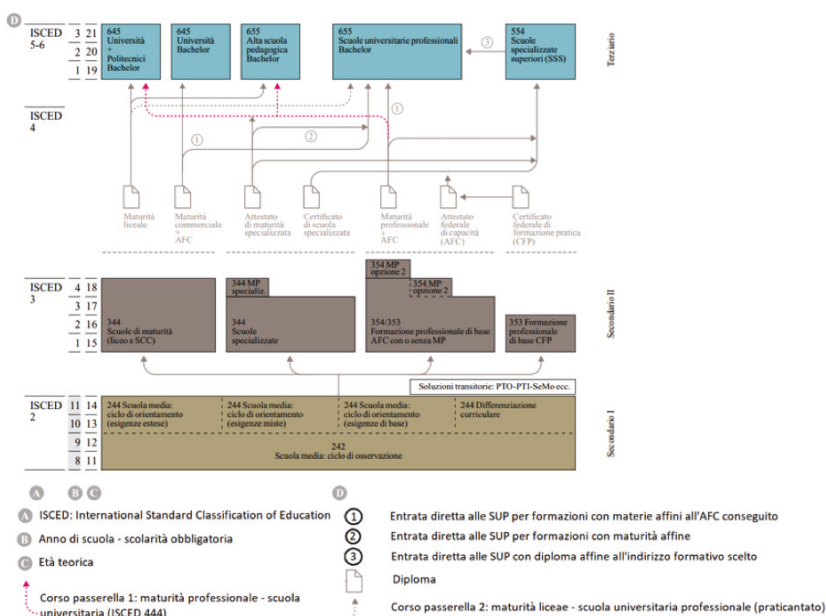 D
ISCED
5-6
3 21
2 20
1 19
645
Università
+
Politecnici
Bachelor
645
Università
Bachelor
655
Alta scuola
pedagogica
Bachelor
655
Scuole universitarie professionali
Bachelor
3
554
Scuole
specializzate
superiori (SSS)
Terziario
ISCED
4
1
2
1
Maturità
liceale
Maturità
commerciale
+
AFC
Attestato
di maturità
specializzata
Certificato
di scuola
specializzata
Maturità
professionale
+
AFC
Attestato
federale
di capacità
(AFC)
Certificato
federale di
formazione pratica
(CFP)
ISCED
3
4 18
3 17
2 16
1 15
344
Scuole di maturità
(liceo e SCC)
344 MP
specializ.
344
Scuole
specializzate
354 MP
opzione 2
354 MP
opzione 2
354/353
Formazione professionale di base
AFC con o senza MP
353 Formazione
professionale
di base CFP
Secondario II
Soluzioni transitorie: PTO-PTI-SeMo ecc.
ISCED
2
11 14
10 13
9 12
8 11
244 Scuola media:
ciclo di orientamento
(esigenze estese)
244 Scuola media:
ciclo di orientamento
(esigenze miste)
244 Scuola media:
ciclo di orientamento
(esigenze di base)
244 Differenziazione
curriculare
242
Scuola media: ciclo di osservazione
Secondario I
A B C D
A ISCED: International Standard Classification of Education
B Anno di scuola - scolarità obbligatoria
C Età teorica
Corso passerella 1: maturità professionale - scuola
universitaria (ISCED 444)
1 Entrata diretta alle SUP per formazioni con materie affini all'AFC conseguito
2 Entrata diretta alle SUP per formazioni con maturità affine
3 Entrata diretta alle SUP con diploma affine all'indirizzo formativo scelto
Diploma
Corso passerella 2: maturità liceae - scuola universitaria professionale (praticantato)